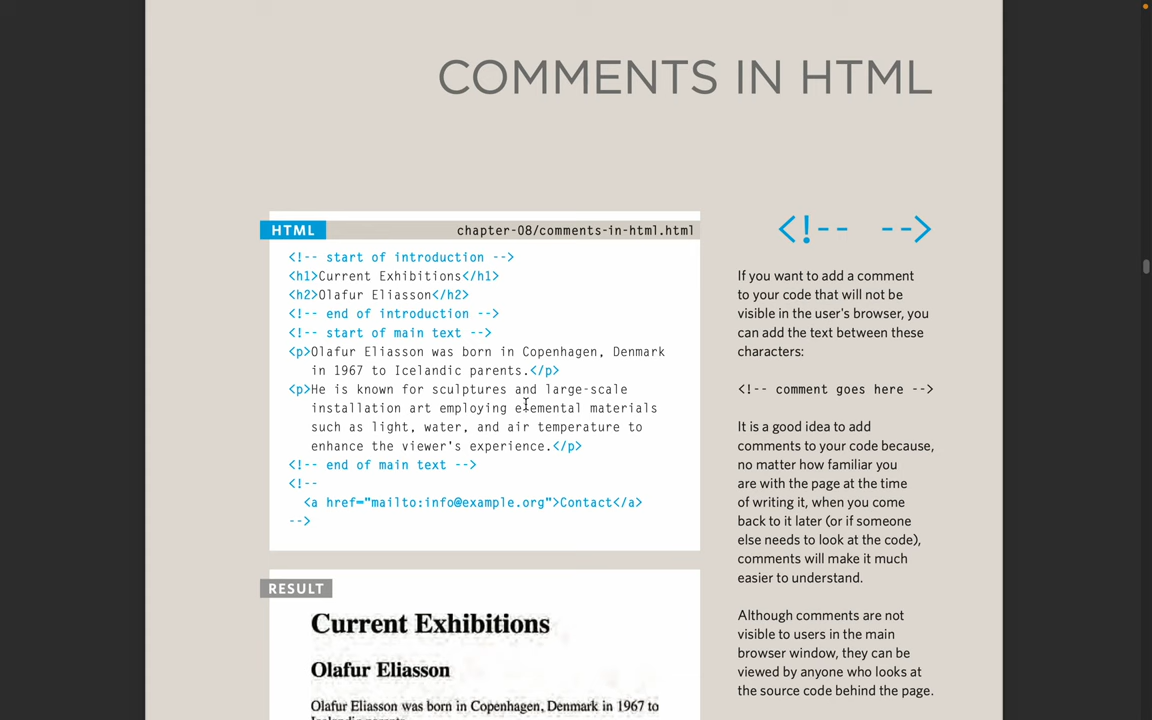 COMMENTS IN HTML
HTML
chapter-08/comments-in-html.html
<!-- start of introduction -->
<h1>Current Exhibitions</h1>
<h2>Olafur Eliasson</h2>
<!-- end of introduction -->
<!-- start of main text -->
<p>Olafur Eliasson was born in Copenhagen, Denmark
in 1967 to Icelandic parents.</p>
<p>He is known for sculptures and large-scale
installation art employing elemental materials
such as light, water, and air temperature to
enhance the viewer's experience.</p>
<!-- end of main text -->
<!--
<a href="mailto:info@example.org">Contact</a>
-->
RESULT
Current Exhibitions
Olafur Eliasson
Olafur Eliasson was born in Copenhagen, Denmark in 1967 to
Icelandic parents.
<!-- -->
If you want to add a comment
to your code that will not be
visible in the user's browser, you
can add the text between these
characters:
<!-- comment goes here -->
It is a good idea to add
comments to your code because,
no matter how familiar you
are with the page at the time
of writing it, when you come
back to it later (or if someone
else needs to look at the code),
comments will make it much
easier to understand.
Although comments are not
visible to users in the main
browser window, they can be
viewed by anyone who looks at
the source code behind the page.